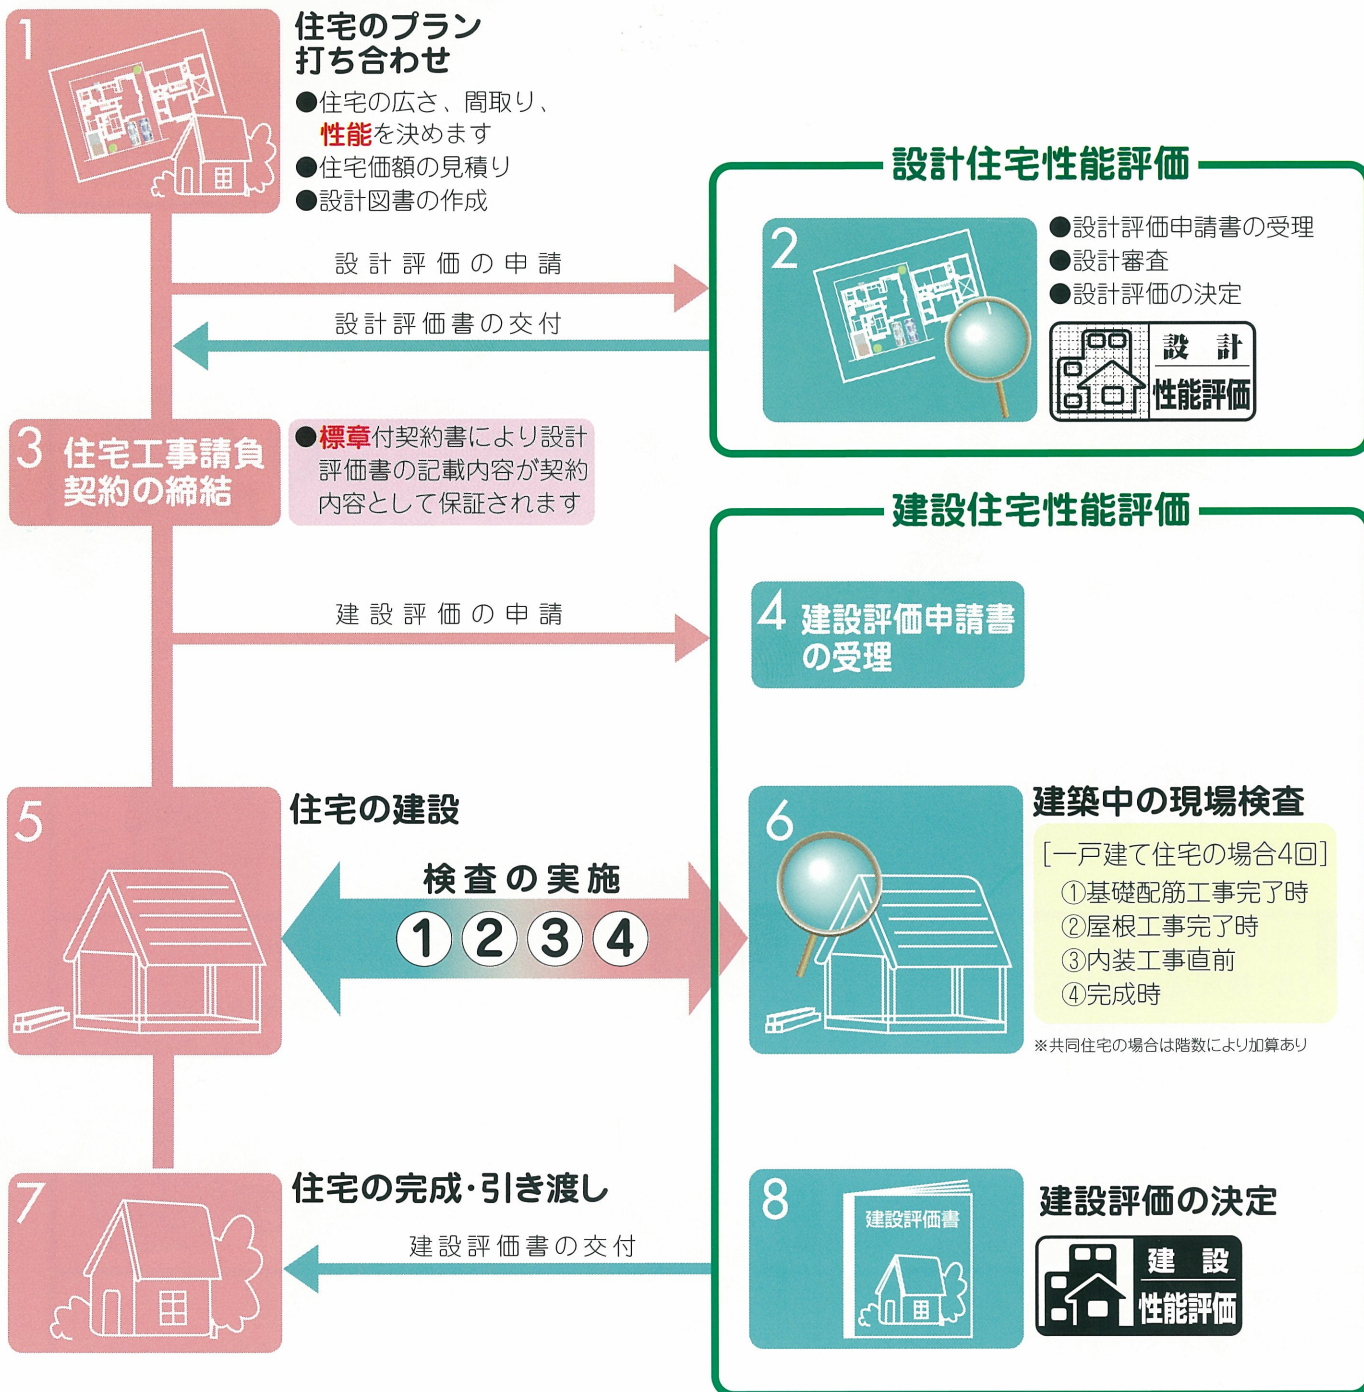 1
住宅のプラン
打ち合わせ
●住宅の広さ、間取り、
性能を決めます
●住宅価額の見積り
●設計図書の作成
設計評価の申請
設計評価書の交付
設計住宅性能評価
2
●設計評価申請書の受理
●設計審査
●設計評価の決定
設計
性能評価
3 住宅工事請負
契約の締結
●標章付契約書により設計
評価書の記載内容が契約
内容として保証されます
建設住宅性能評価
建設評価の申請
4 建設評価申請書
の受理
5
住宅の建設
検査の実施
① ② ③ ④
6
建築中の現場検査
[一戸建て住宅の場合4回]
①基礎配筋工事完了時
②屋根工事完了時
③内装工事直前
④完成時
※共同住宅の場合は階数により加算あり
7
住宅の完成・引き渡し
建設評価書の交付
8
建設評価書
建設評価の決定
建設
性能評価